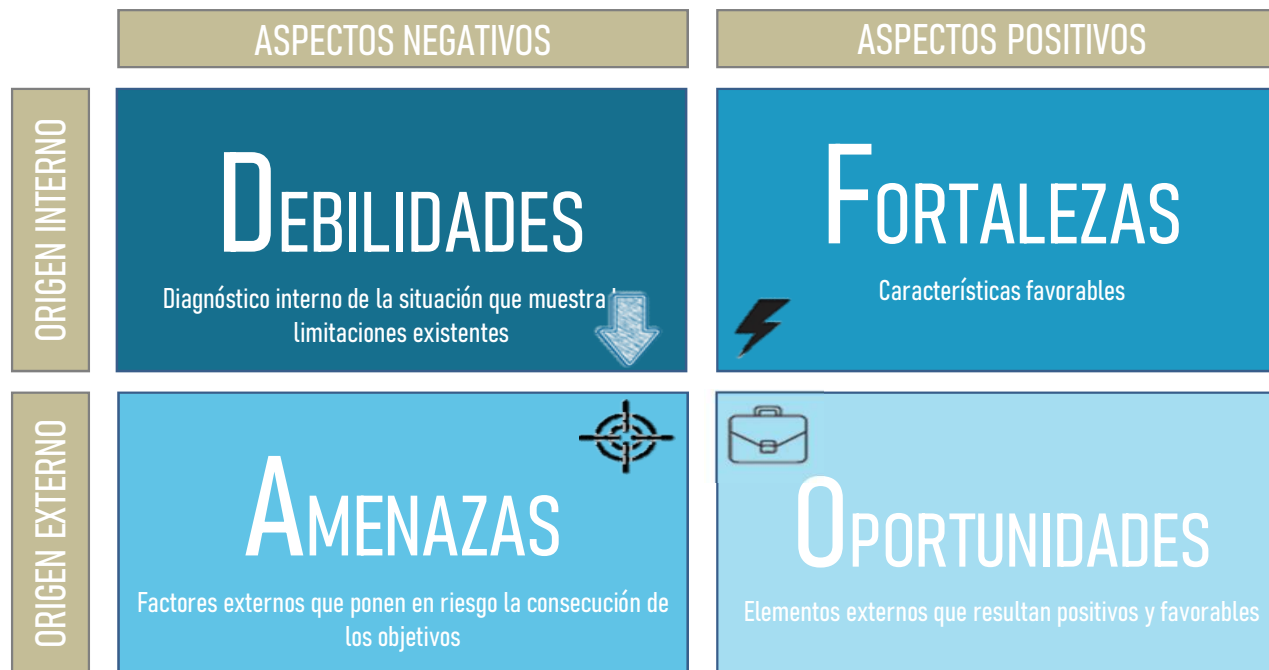 ASPECTOS NEGATIVOS
ASPECTOS POSITIVOS
ORIGEN INTERNO
DEBILIDADES
Diagnóstico interno de la situación que muestra
limitaciones existentes
FORTALEZAS
Características favorables
ORIGEN EXTERNO
AMENAZAS
Factores externos que ponen en riesgo la consecución de
los objetivos
OPORTUNIDADES
Elementos externos que resultan positivos y favorables